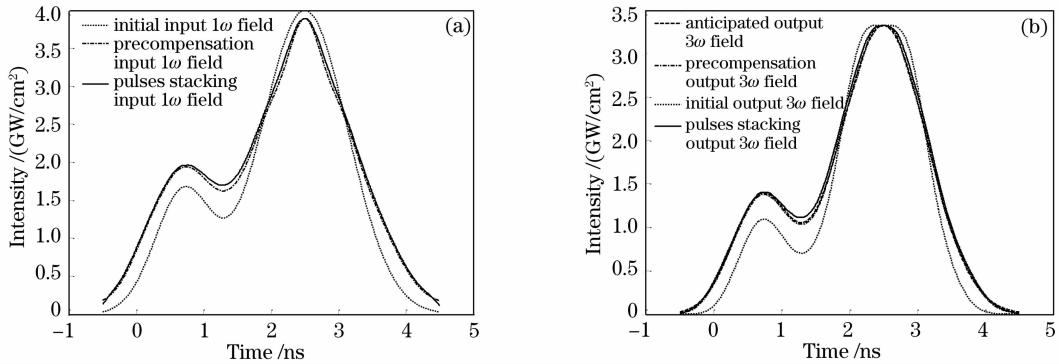 (a)
initial input 1ω field
precompensation
input 1ω field
pulses stacking
input 1ω field
Intensity /(GW/cm²)
4.0
3.5
3.0
2.5
2.0
1.5
1.0
0.5
0
−1
0
1
2
3
4
5
Time /ns
(b)
anticipated output
3ω field
precompensation
output 3ω field
initial output 3ω field
pulses stacking
output 3ω field
Intensity /(GW/cm²)
3.5
3.0
2.5
2.0
1.5
1.0
0.5
0
−1
0
1
2
3
4
5
Time /ns